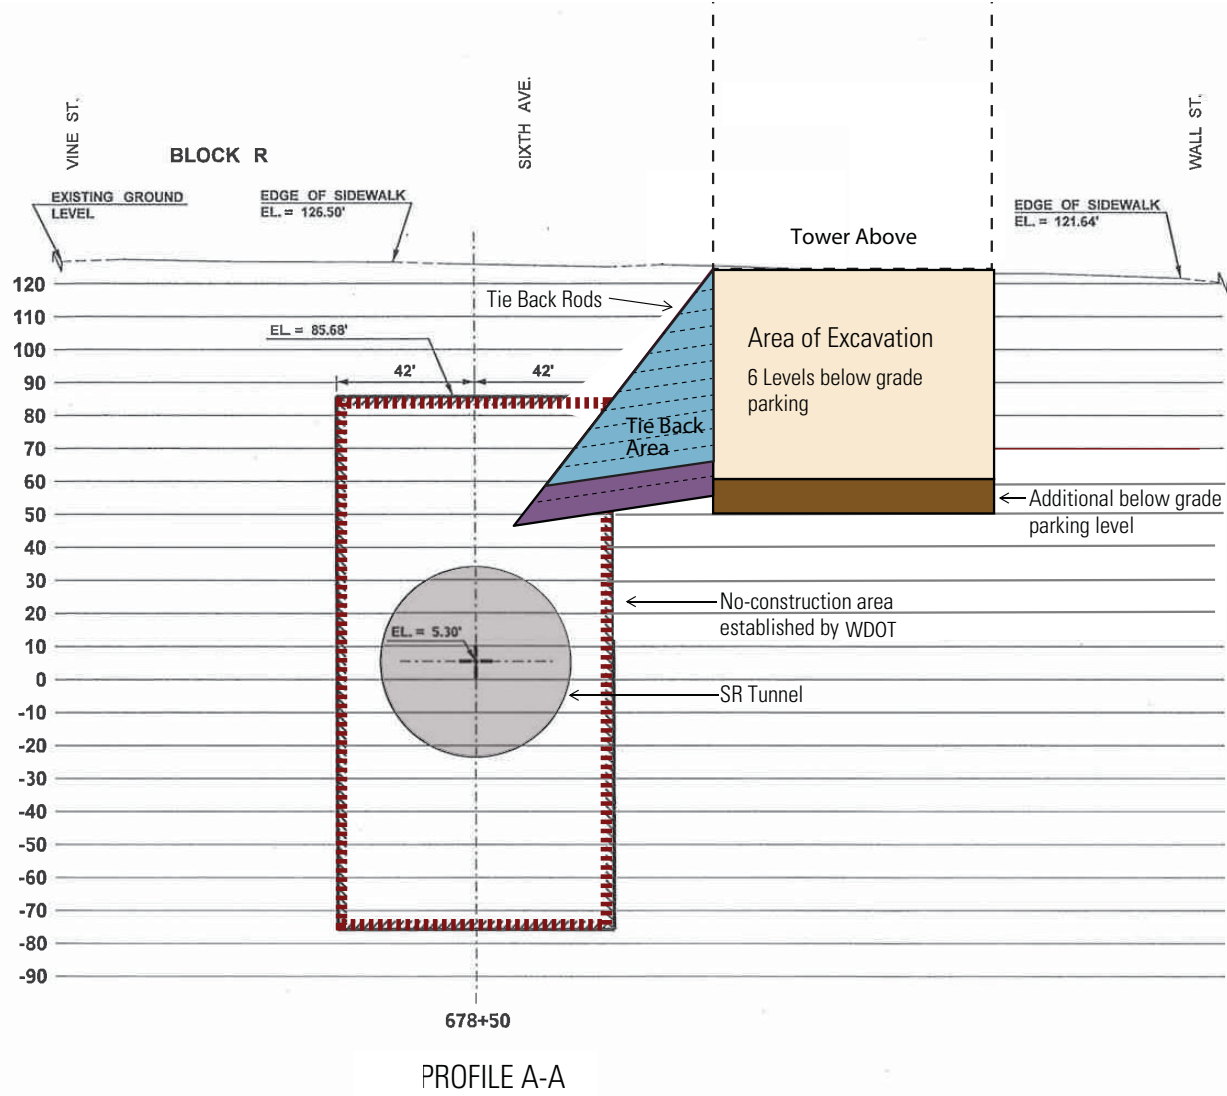 VINE ST.
SIXTH AVE.
WALL ST.
BLOCK R
EXISTING GROUND
LEVEL
EDGE OF SIDEWALK
EL. = 126.50'
EDGE OF SIDEWALK
EL. = 121.64'
Tower Above
120
110
100
90
80
70
60
50
40
30
20
10
0
-10
-20
-30
-40
-50
-60
-70
-80
-90
Tie Back Rods
EL. = 85.68'
42'
42'
Area of Excavation
6 Levels below grade
parking
Tie Back
Area
Additional below grade
parking level
No-construction area
established by WDOT
EL. = 5.30'
SR Tunnel
678+50
PROFILE A-A